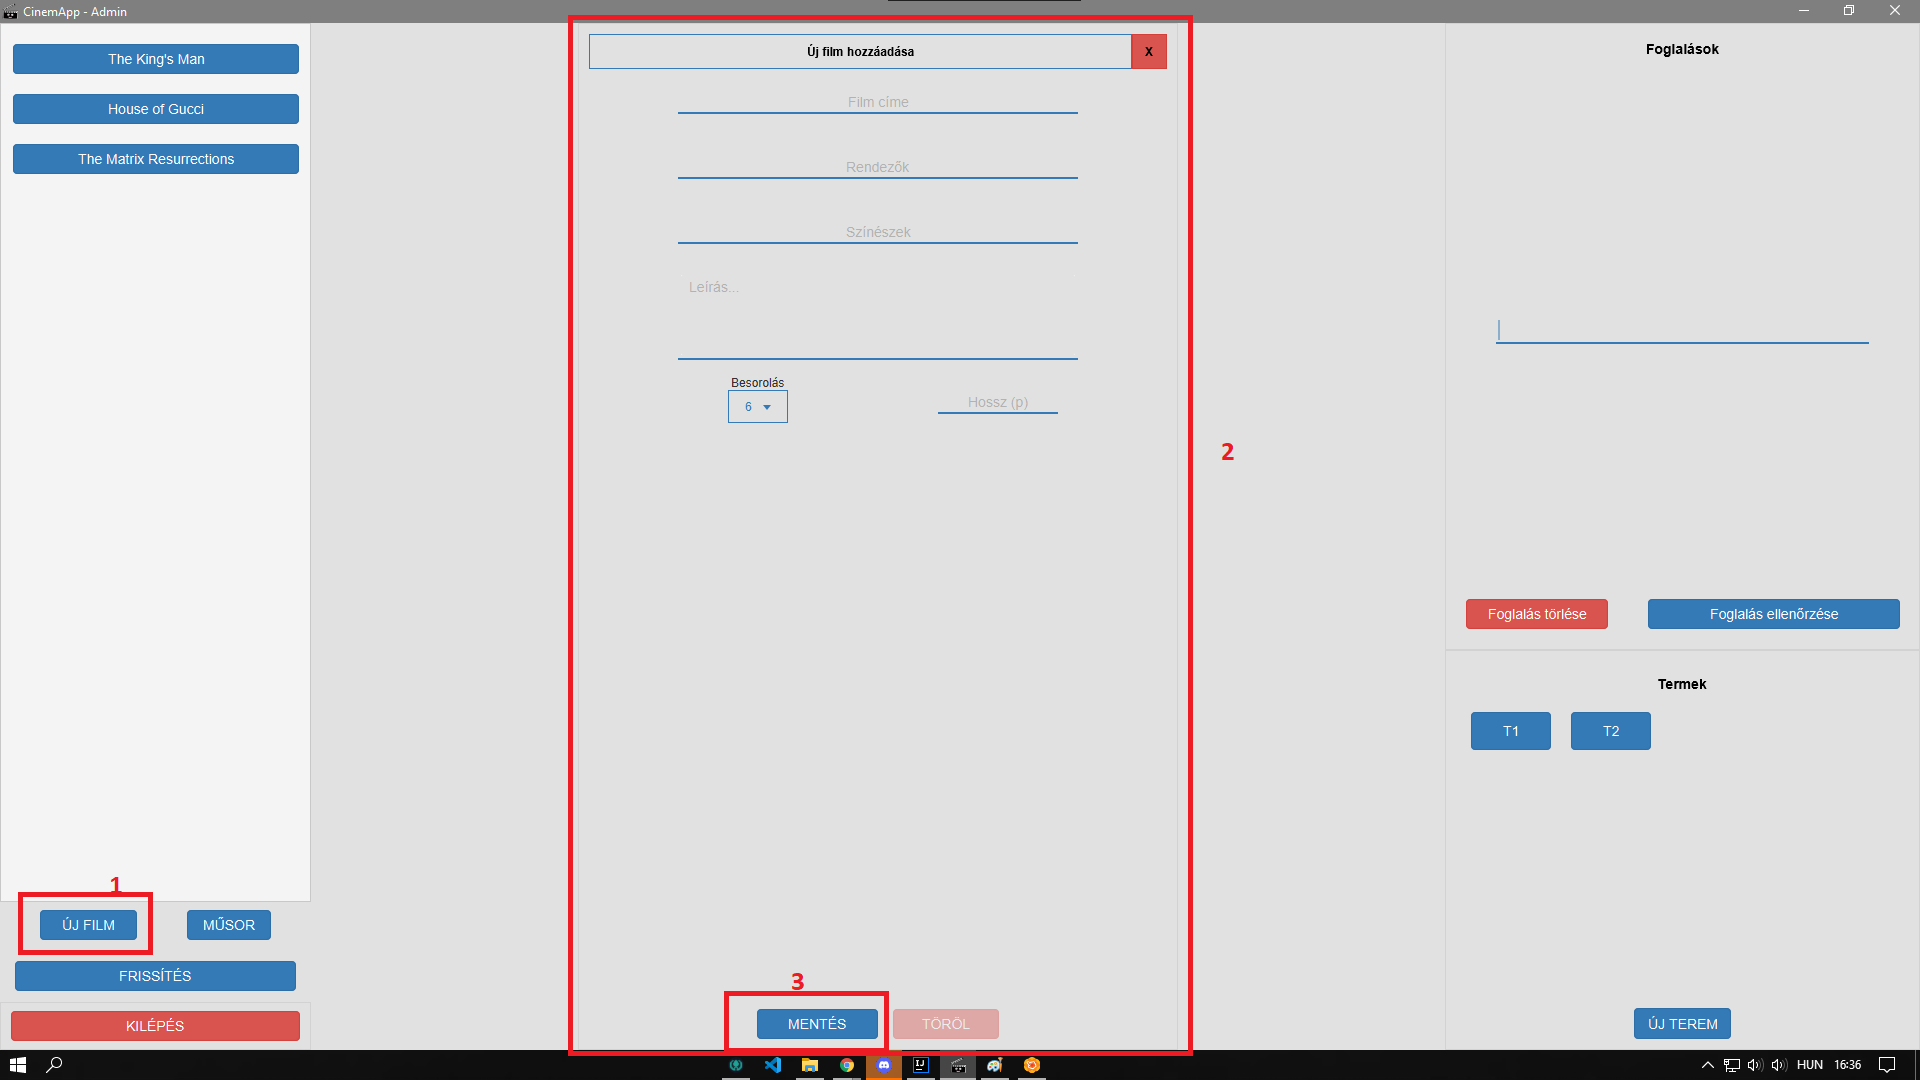 CinemApp - Admin
The King's Man
House of Gucci
The Matrix Resurrections
1
ÚJ FILM
MŰSOR
FRISSÍTÉS
KILÉPÉS
Új film hozzáadása
X
Film címe
Rendezők
Színészek
Leírás...
Besorolás
6
Hossz (p)
2
3
MENTÉS
TÖRÖL
Foglalások
Foglalás törlése
Foglalás ellenőrzése
Termek
T1
T2
ÚJ TEREM
IJ
HUN
16:36